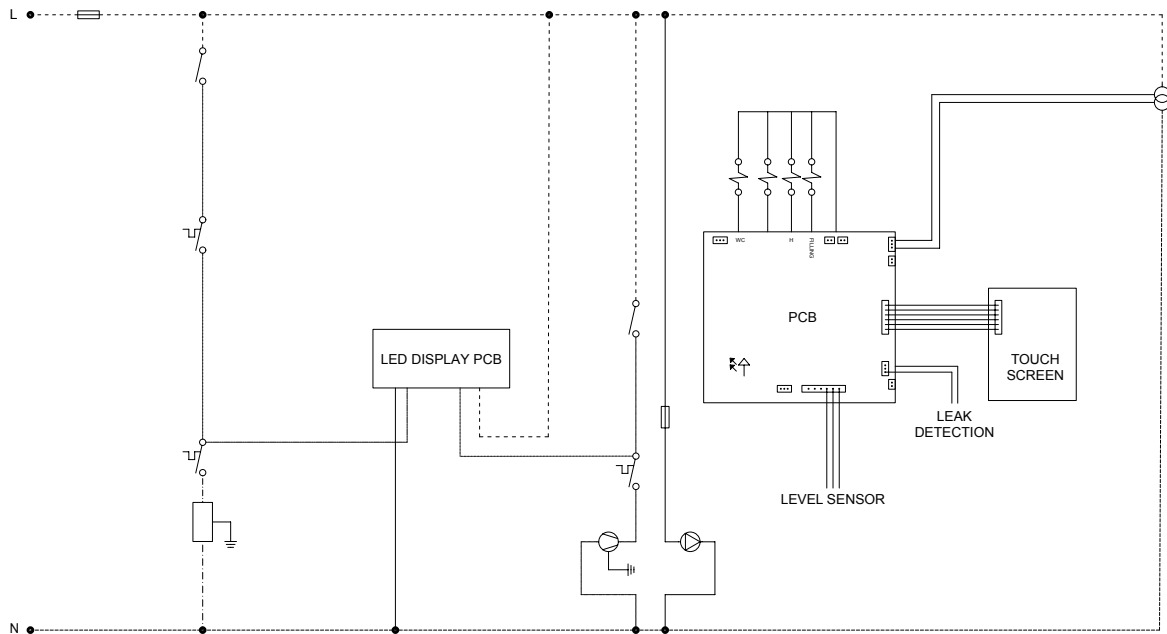 L
WC
H
FILLING
PCB
LED DISPLAY PCB
TOUCH
SCREEN
LEAK
DETECTION
LEVEL SENSOR
N